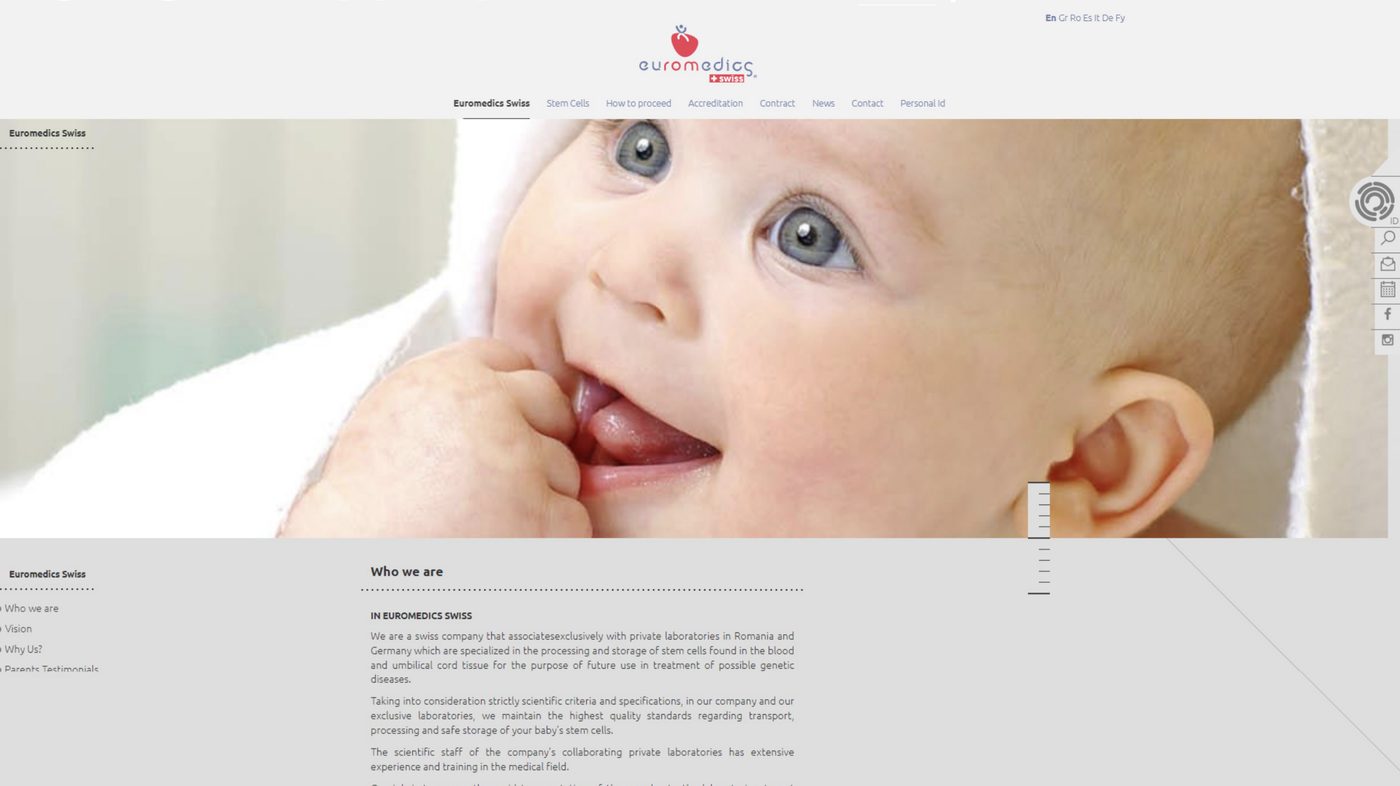 En Gr Ro Es It De Fy
euromedics
swiss
Euromedics Swiss Stem Cells How to proceed Accreditation Contract News Contact Personal Id
Euromedics Swiss
ID
Euromedics Swiss
Who we are
Vision
Why Us?
Parents Testimonials
Who we are
IN EUROMEDICS SWISS
We are a swiss company that associatesexclusively with private laboratories in Romania and
Germany which are specialized in the processing and storage of stem cells found in the blood
and umbilical cord tissue for the purpose of future use in treatment of possible genetic
diseases.
Taking into consideration strictly scientific criteria and specifications, in our company and our
exclusive laboratories, we maintain the highest quality standards regarding transport,
processing and safe storage of your baby's stem cells.
The scientific staff of the company's collaborating private laboratories has extensive
experience and training in the medical field.